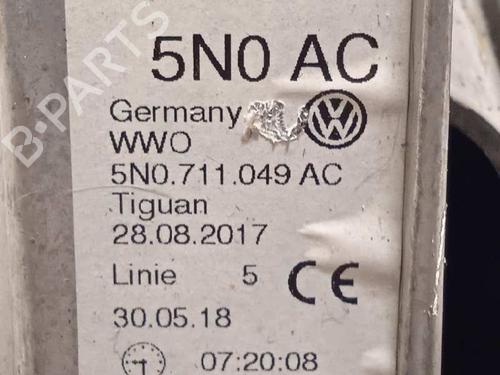 5N0 AC
Germany
WWO
5N0.711.049 AC
Tiguan
28.08.2017
Linie 5 CE
30.05.18
07:20:08
B-PARTS